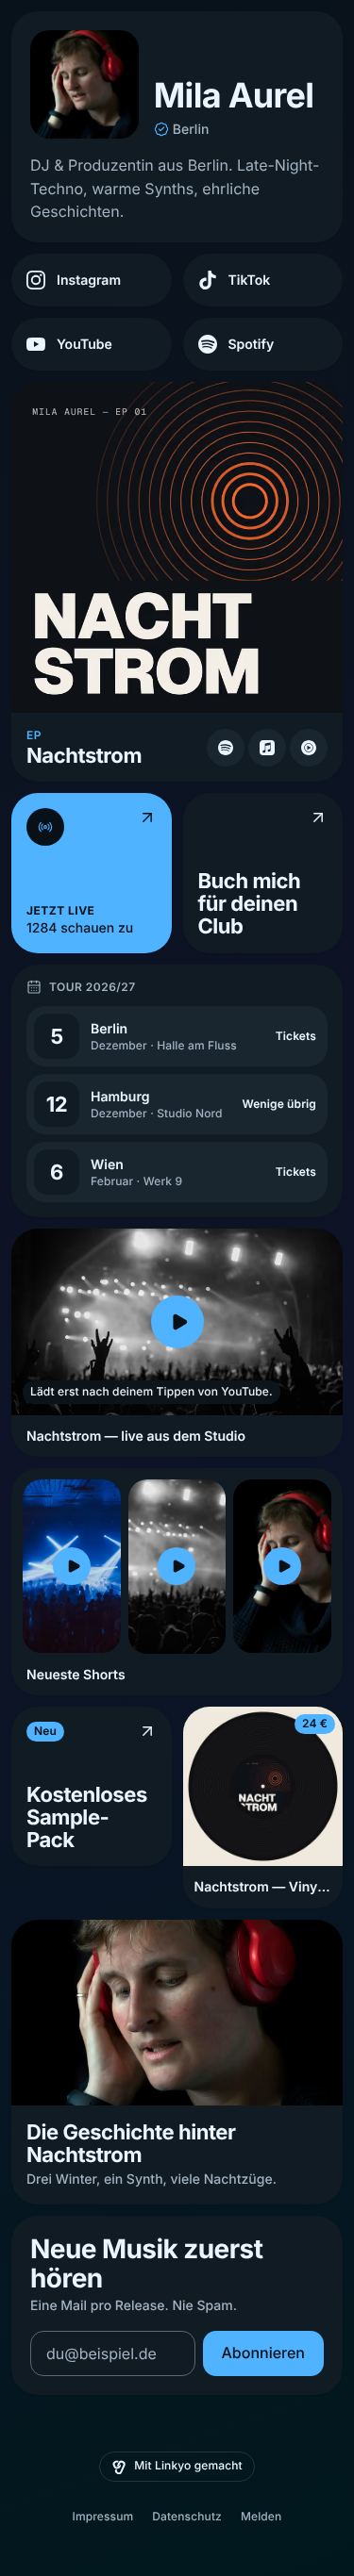 Mila Aurel
Berlin
DJ & Produzentin aus Berlin. Late-Night-
Techno, warme Synths, ehrliche
Geschichten.
Instagram
TikTok
YouTube
Spotify
MILA AUREL — EP 01
NACHT
STROM
EP
Nachtstrom
JETZT LIVE
1284 schauen zu
Buch mich
für deinen
Club
TOUR 2026/27
5
Berlin
Dezember · Halle am Fluss
Tickets
12
Hamburg
Dezember · Studio Nord
Wenige übrig
6
Wien
Februar · Werk 9
Tickets
Lädt erst nach deinem Tippen von YouTube.
Nachtstrom — live aus dem Studio
Neueste Shorts
Neu
Kostenloses
Sample-
Pack
24 €
NACHT
STROM
Nachtstrom — Viny...
Die Geschichte hinter
Nachtstrom
Drei Winter, ein Synth, viele Nachtzüge.
Neue Musik zuerst
hören
Eine Mail pro Release. Nie Spam.
du@beispiel.de
Abonnieren
Mit Linkyo gemacht
Impressum
Datenschutz
Melden